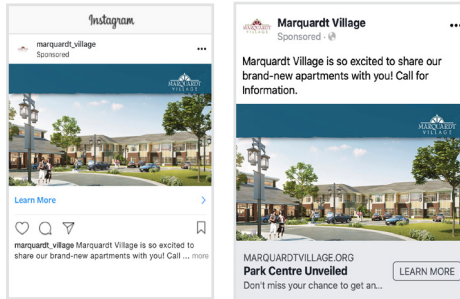 Instagram
marquardt_village
Sponsored
MARQUARDT
VILLAGE
Learn More
marquardt_village Marquardt Village is so excited to
share our brand-new apartments with you! Call ... more
Marquardt Village
Sponsored ·
Marquardt Village is so excited to share our
brand-new apartments with you! Call for
Information.
MARQUARDT
VILLAGE
MARQUARDTVILLAGE.ORG
Park Centre Unveiled
Don't miss your chance to get an...
LEARN MORE